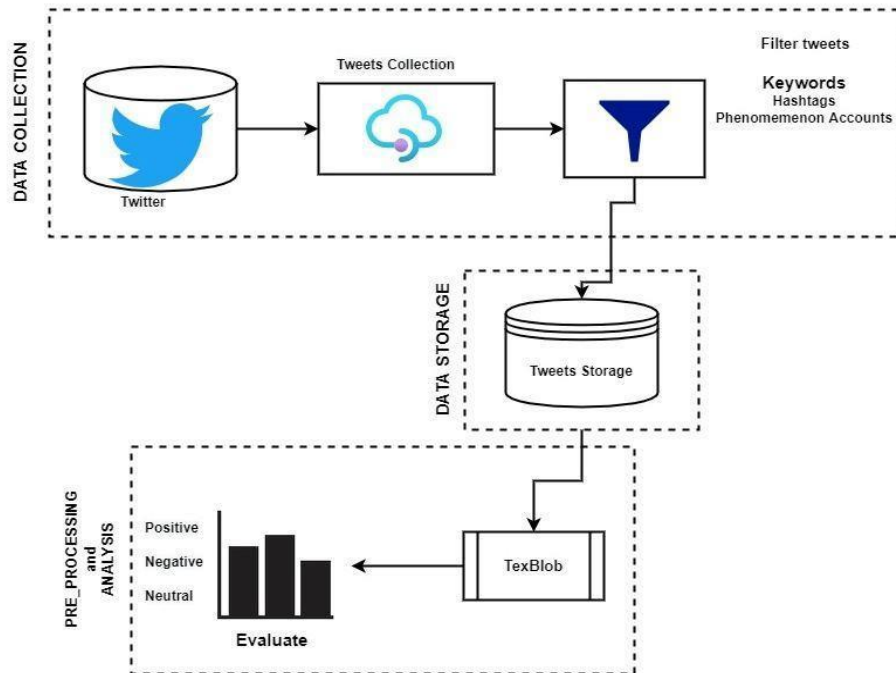 DATA COLLECTION
Tweets Collection
Twitter
Filter tweets
Keywords
Hashtags
Phenomemenon Accounts
DATA STORAGE
Tweets Storage
PRE_PROCESSING
and
ANALYSIS
Positive
Negative
Neutral
Evaluate
TexBlob